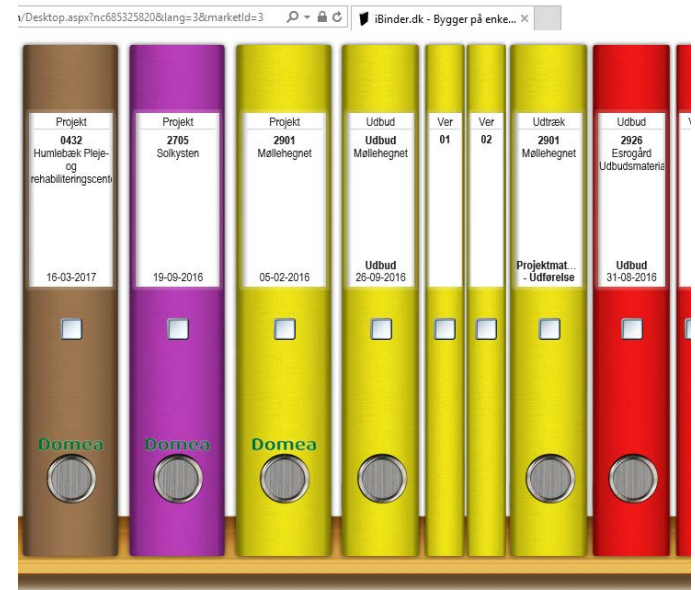 /Desktop.aspx?nc685325820&lang=3&marketId=3
iBinder.dk - Bygger på enke...
Projekt
0432
Humlebæk Pleje-
og
rehabiliteringscent
16-03-2017
Domea
Projekt
2705
Solkysten
19-09-2016
Domea
Projekt
2901
Møllehegnet
05-02-2016
Domea
Udbud
Udbud
Møllehegnet
Udbud
26-09-2016
Ver
01
Ver
02
Udtræk
2901
Møllehegnet
Projektmat...
- Udførelse
Udbud
2926
Esrogård
Udbudsmateria
Udbud
31-08-2016
V